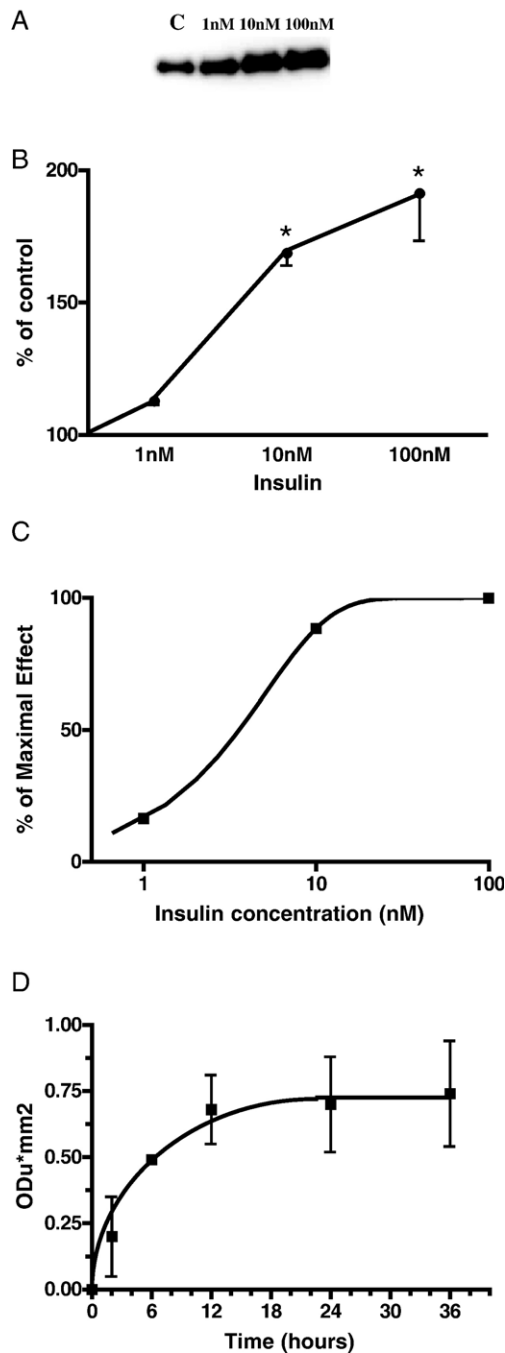 A
C 1nM 10nM 100nM
B
% of control
200
150
100
*
*
1nM 10nM 100nM
Insulin
C
% of Maximal Effect
100
50
0
1 10 100
Insulin concentration (nM)
D
ODu*mm2
1.00
0.75
0.50
0.25
0.00
0 6 12 18 24 30 36
Time (hours)